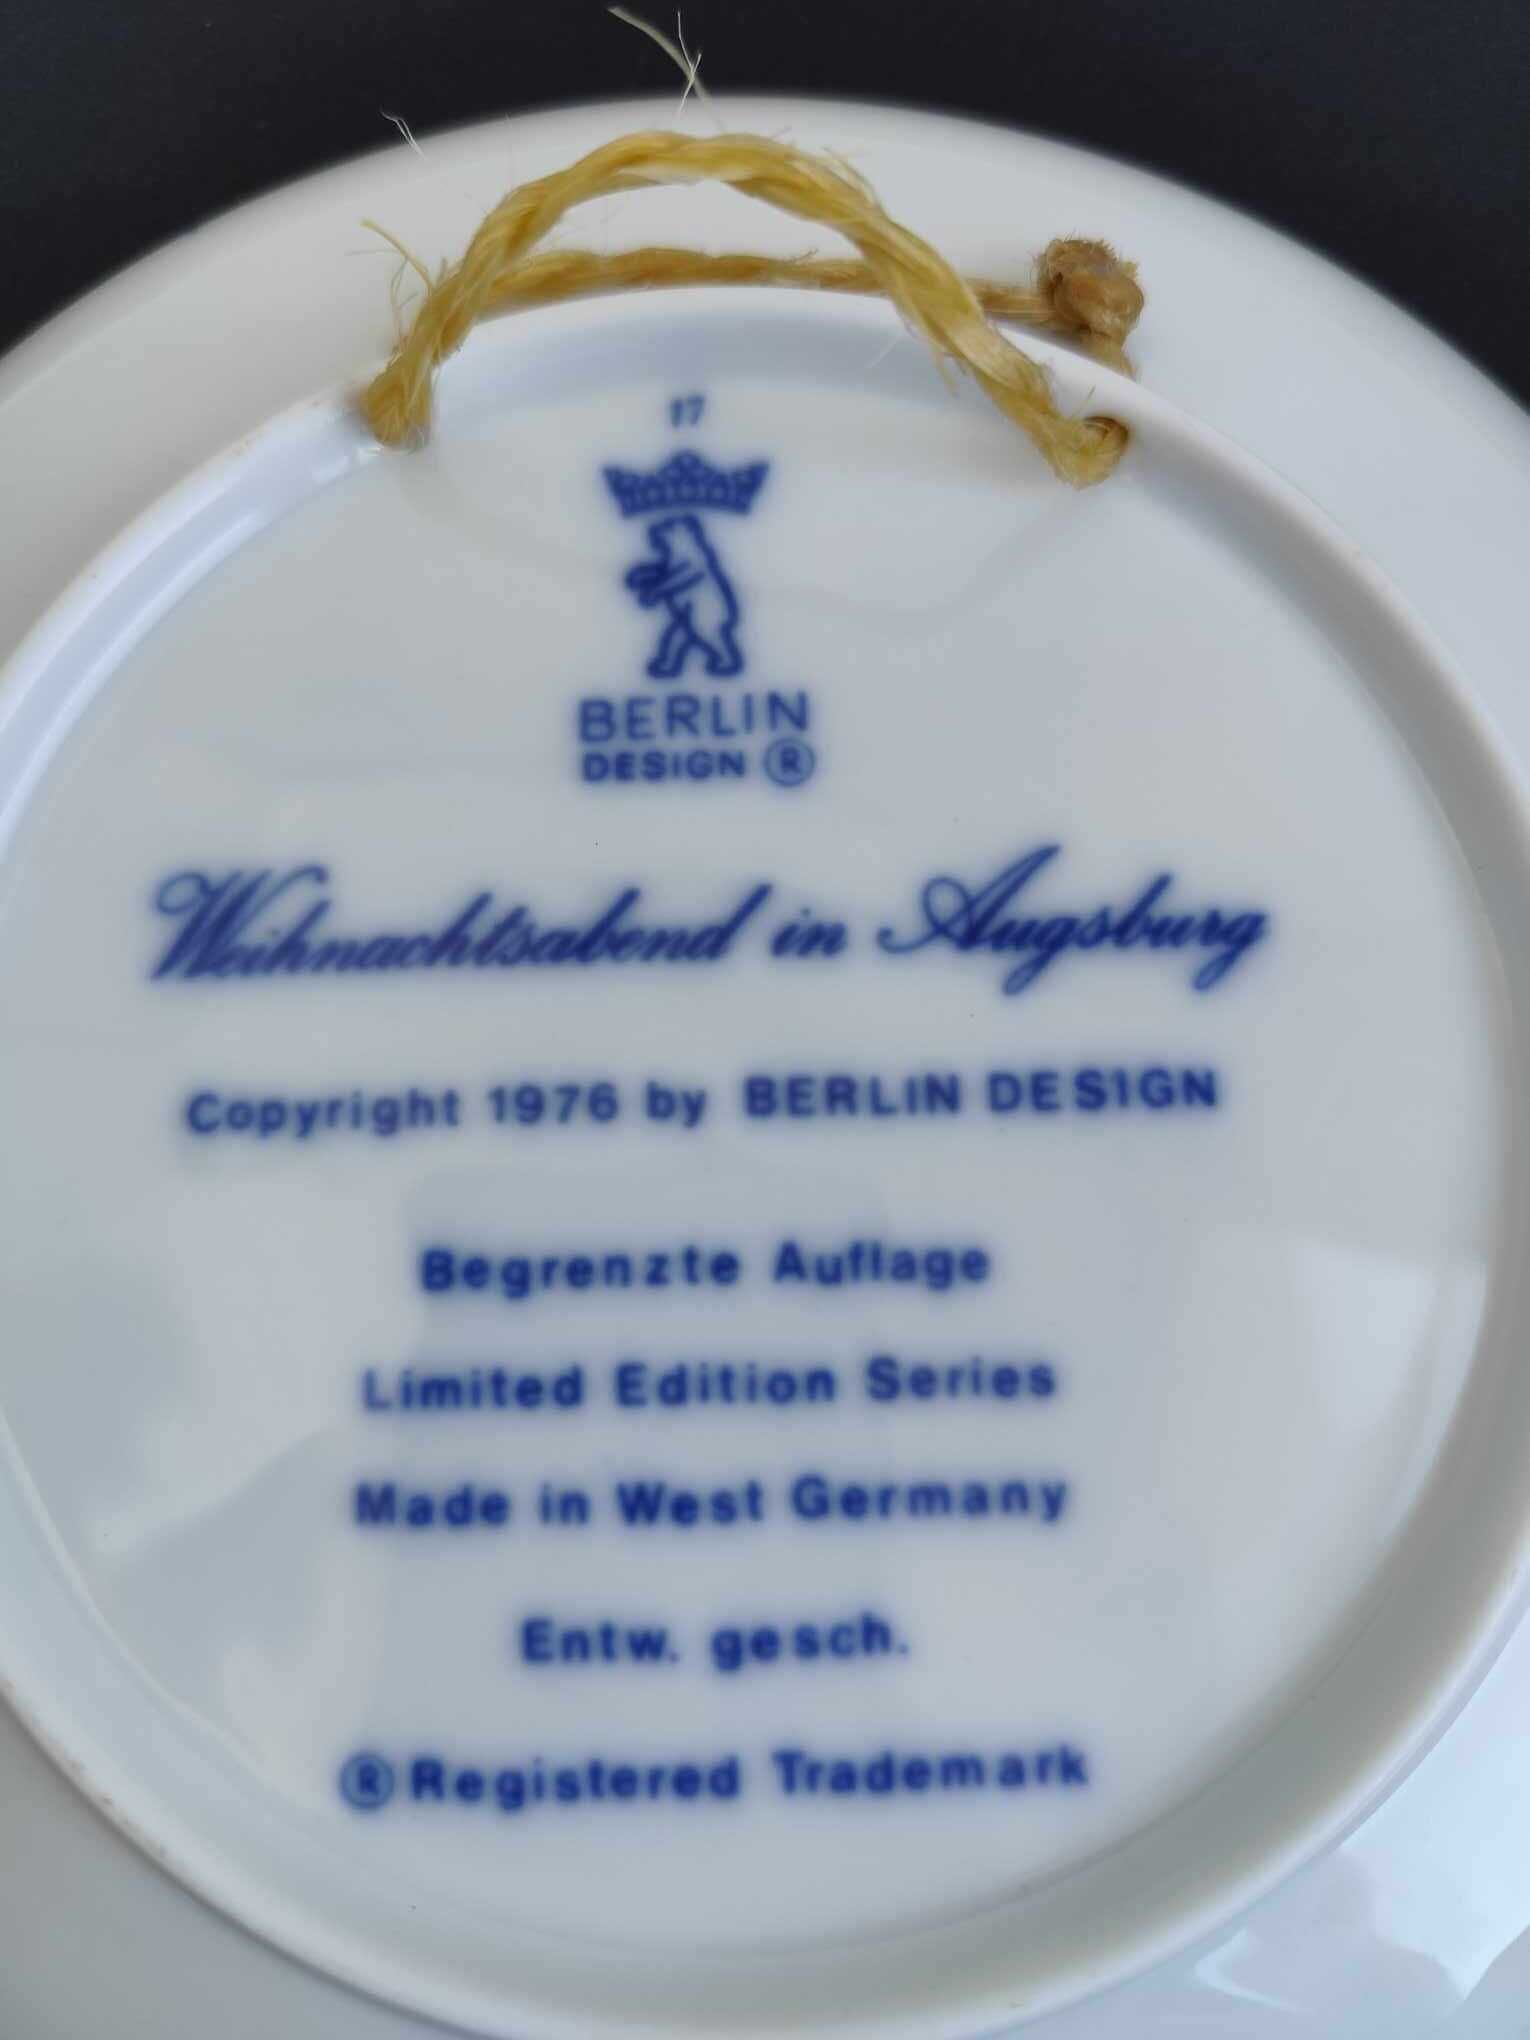 17
BERLIN
DESIGN ®
Weihnachtsabend in Augsburg
Copyright 1976 by BERLIN DESIGN
Begrenzte Auflage
Limited Edition Series
Made in West Germany
Entw. gesch.
® Registered Trademark